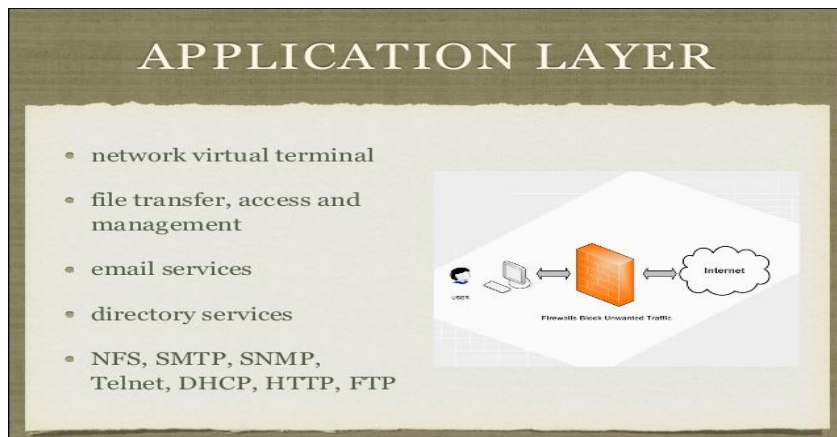 APPLICATION LAYER
network virtual terminal
file transfer, access and
management
email services
directory services
NFS, SMTP, SNMP,
Telnet, DHCP, HTTP, FTP
USER
Internet
Firewalls Block Unwanted Traffic